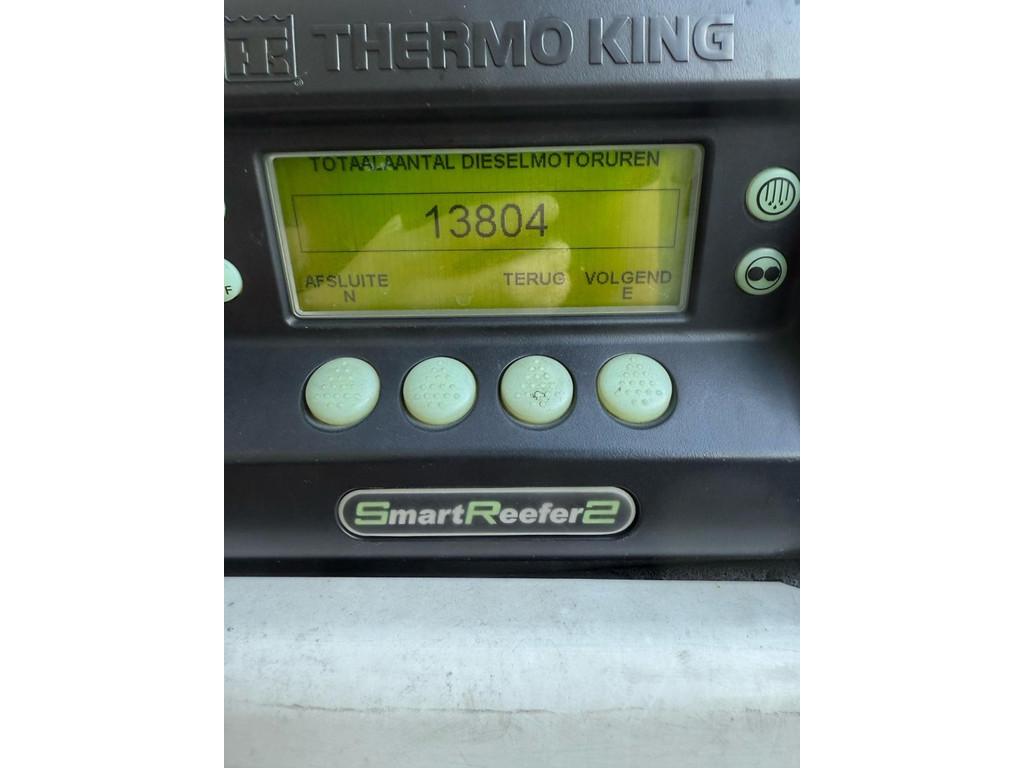 THERMO KING
TOTAALAANTAL DIESELMOTORUREN
13804
AFSLUITE TERUG VOLGEND
N E
F
SmartReefer2